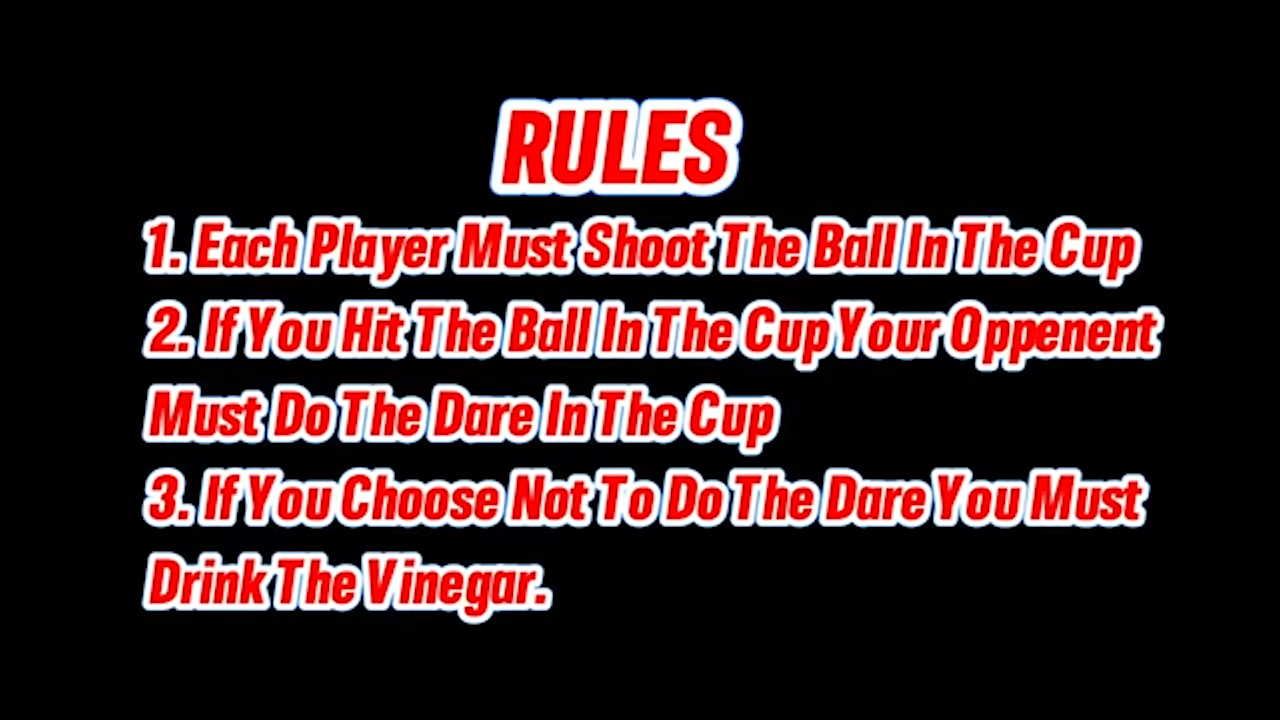 RULES
1. Each Player Must Shoot The Ball In The Cup
2. If You Hit The Ball In The Cup Your Oppenent
Must Do The Dare In The Cup
3. If You Choose Not To Do The Dare You Must
Drink The Vinegar.